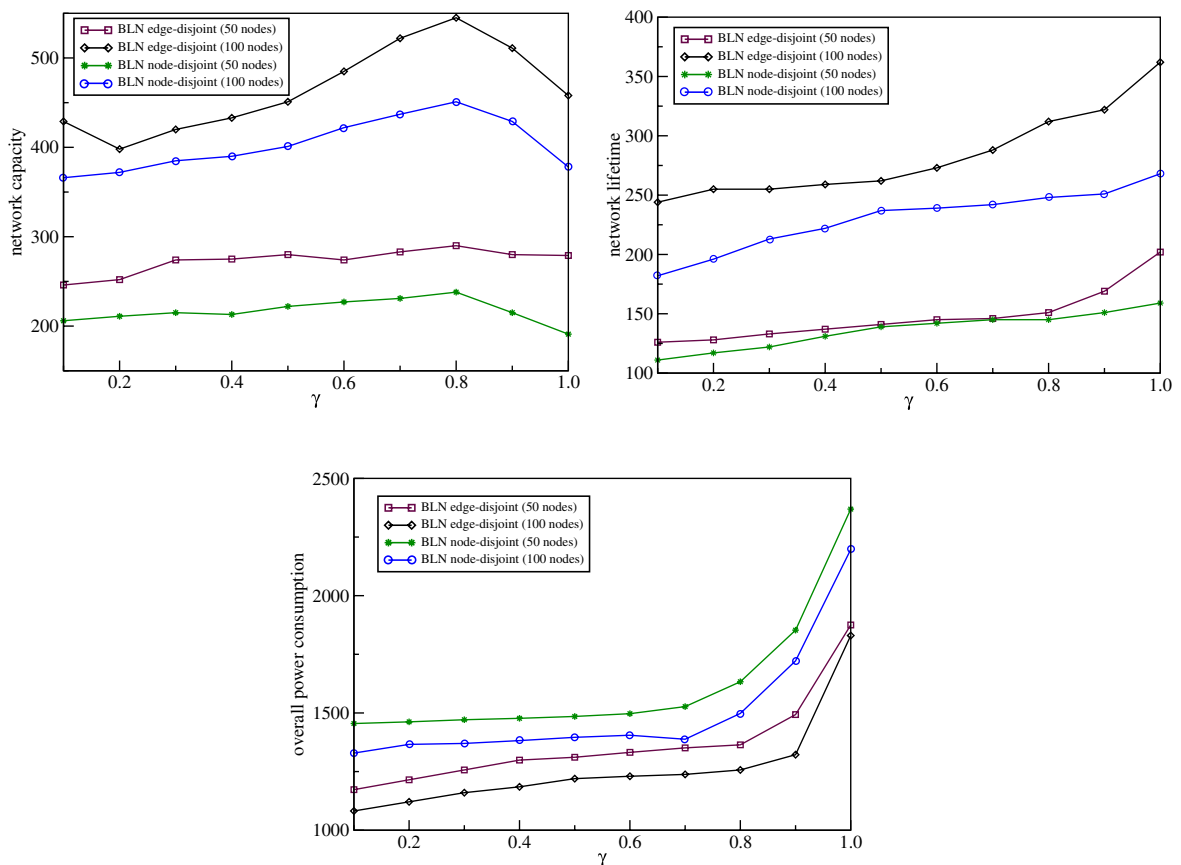 BLN edge-disjoint (50 nodes)
BLN edge-disjoint (100 nodes)
BLN node-disjoint (50 nodes)
BLN node-disjoint (100 nodes)
500
400
300
200
network capacity
0.2 0.4 0.6 0.8 1.0
γ
BLN edge-disjoint (50 nodes)
BLN edge-disjoint (100 nodes)
BLN node-disjoint (50 nodes)
BLN node-disjoint (100 nodes)
400
350
300
250
200
150
100
network lifetime
0.2 0.4 0.6 0.8 1.0
γ
BLN edge-disjoint (50 nodes)
BLN edge-disjoint (100 nodes)
BLN node-disjoint (50 nodes)
BLN node-disjoint (100 nodes)
2500
2000
1500
1000
overall power consumption
0.2 0.4 0.6 0.8 1.0
γ